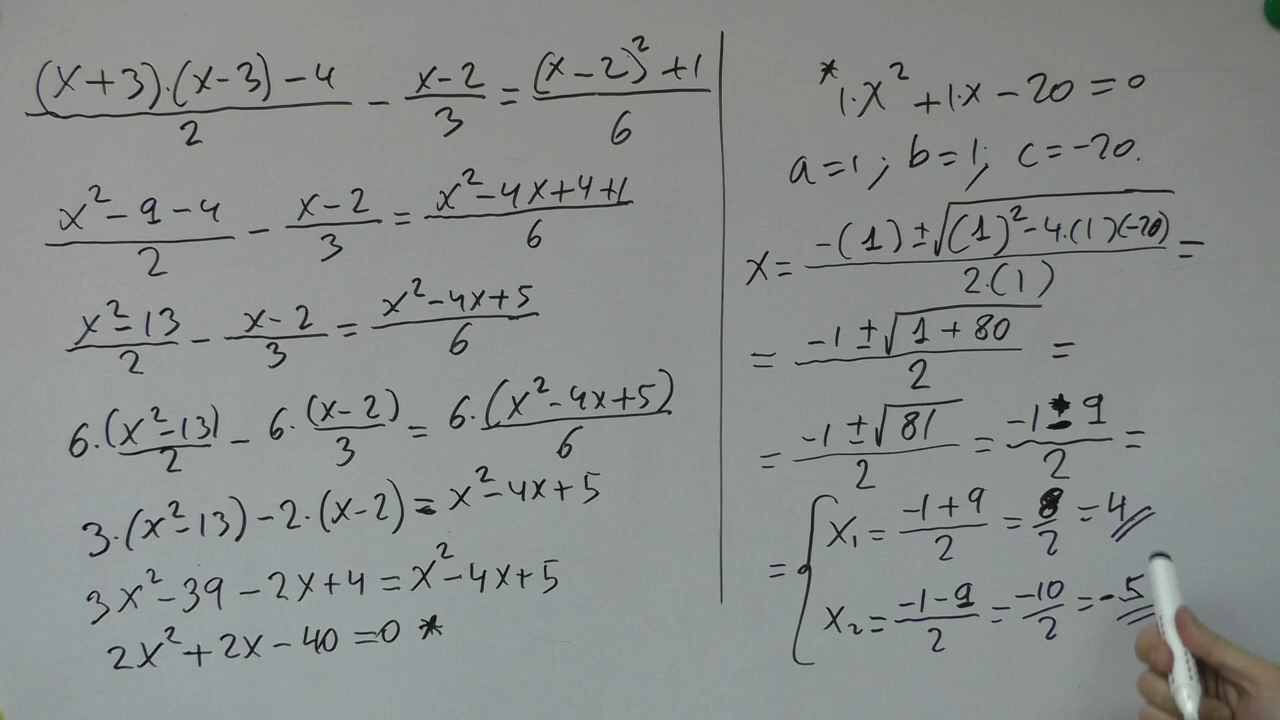 ((x+3)·(x-3)-4)/2 - (x-2)/3 = ((x-2)²+1)/6
(x²-9-4)/2 - (x-2)/3 = (x²-4x+4+1)/6
(x²-13)/2 - (x-2)/3 = (x²-4x+5)/6
6·(x²-13)/2 - 6·(x-2)/3 = 6·(x²-4x+5)/6
3·(x²-13)-2·(x-2)=x²-4x+5
3x²-39-2x+4=x²-4x+5
2x²+2x-40=0 *
* 1·x²+1·x-20=0
a=1; b=1; c=-20.
x= (-(1)±√((1)²-4·(1)(-20)))/(2·(1)) =
= (-1±√(1+80))/2 =
= (-1±√81)/2 = (-1±9)/2 =
= { x₁= (-1+9)/2 = 8/2 = 4
x₂= (-1-9)/2 = -10/2 = -5